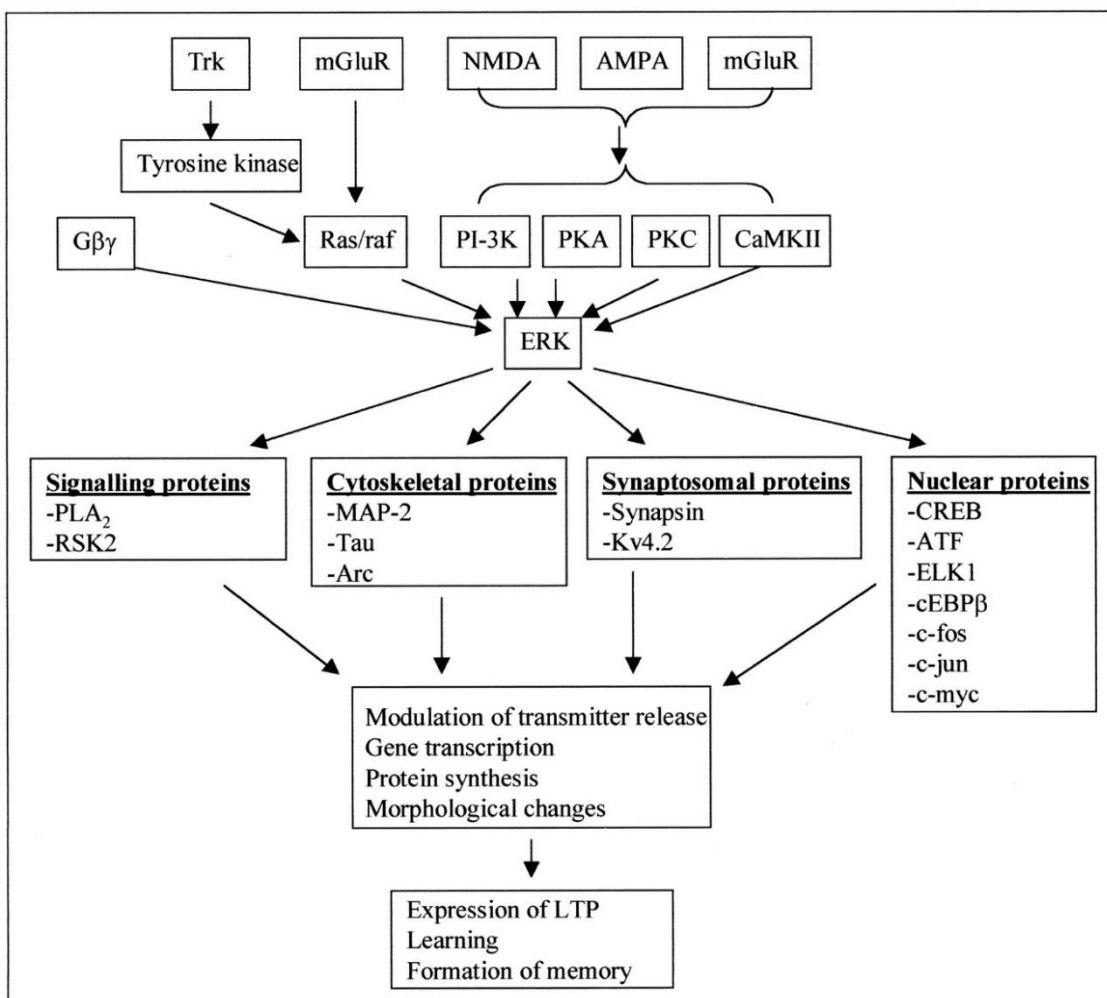 Trk
mGluR
NMDA
AMPA
mGluR
Tyrosine kinase
Gβγ
Ras/raf
PI-3K
PKA
PKC
CaMKII
ERK
Signalling proteins
-PLA₂
-RSK2
Cytoskeletal proteins
-MAP-2
-Tau
-Arc
Synaptosomal proteins
-Synapsin
-Kv4.2
Nuclear proteins
-CREB
-ATF
-ELK1
-cEBPβ
-c-fos
-c-jun
-c-myc
Modulation of transmitter release
Gene transcription
Protein synthesis
Morphological changes
Expression of LTP
Learning
Formation of memory